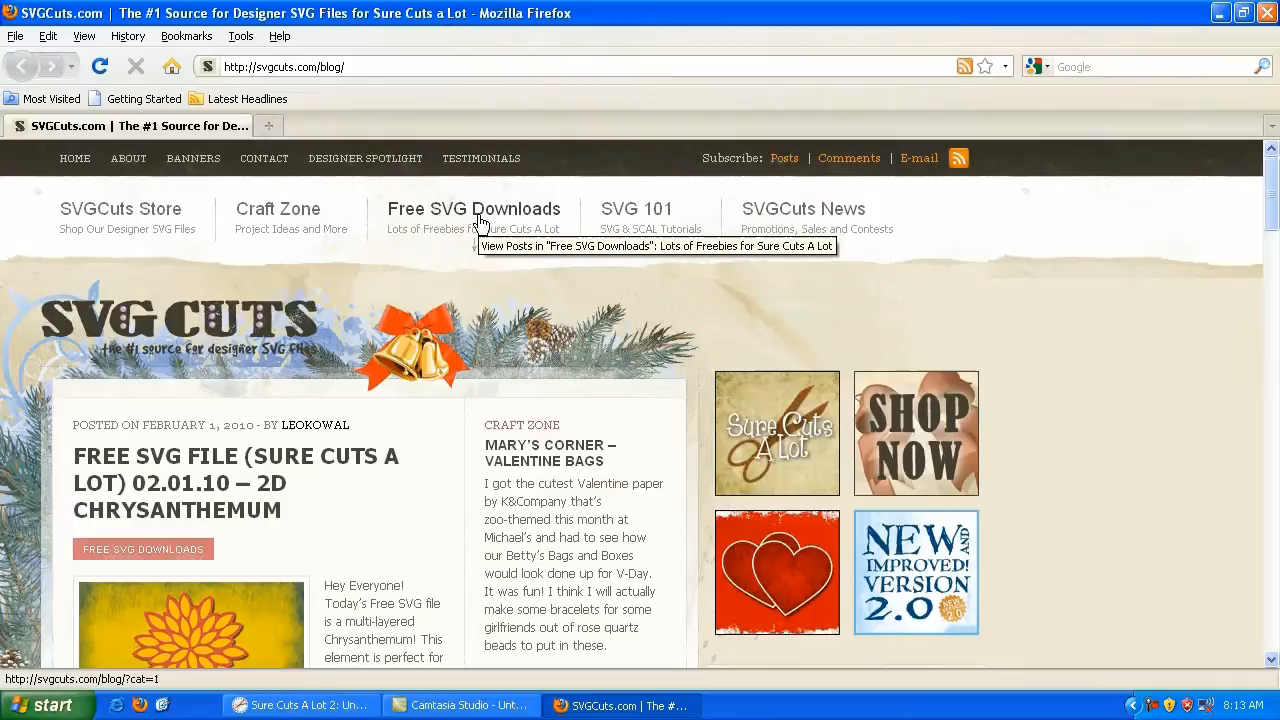 SVGCuts.com | The #1 Source for Designer SVG Files for Sure Cuts a Lot - Mozilla Firefox
File Edit View History Bookmarks Tools Help
S http://svgcuts.com/blog/ Google
Most Visited Getting Started Latest Headlines
S SVGCuts.com | The #1 Source for De...
HOME ABOUT BANNERS CONTACT DESIGNER SPOTLIGHT TESTIMONIALS Subscribe: Posts | Comments | E-mail
SVGCuts Store Craft Zone Free SVG Downloads SVG 101 SVGCuts News
Shop Our Designer SVG Files Project Ideas and More Lots of Freebies Sure Cuts A Lot SVG & SCAL Tutorials Promotions, Sales and Contests
View Posts in "Free SVG Downloads": Lots of Freebies for Sure Cuts A Lot
SVG CUTS
the #1 source for designer SVG files
POSTED ON FEBRUARY 1, 2010 - BY LEOKOWAL
FREE SVG FILE (SURE CUTS A
LOT) 02.01.10 – 2D
CHRYSANTHEMUM
FREE SVG DOWNLOADS
Hey Everyone!
Today's Free SVG file
is a multi-layered
Chrysanthemum! This
element is perfect for
CRAFT ZONE
MARY'S CORNER –
VALENTINE BAGS
I got the cutest Valentine paper
by K&Company that's
zoo-themed this month at
Michael's and had to see how
our Betty's Bags and Boxes
would look done up for V-Day.
It was fun! I think I will actually
make some bracelets for some
girlfriends out of rose quartz
beads to put in these.
Sure Cuts
A Lot
SHOP
NOW
NEW AND
IMPROVED!
VERSION
2.0
http://svgcuts.com/blog/?cat=1
start Sure Cuts A Lot 2: Un... Camtasia Studio - Unt... SVGCuts.com | The #... 8:13 AM